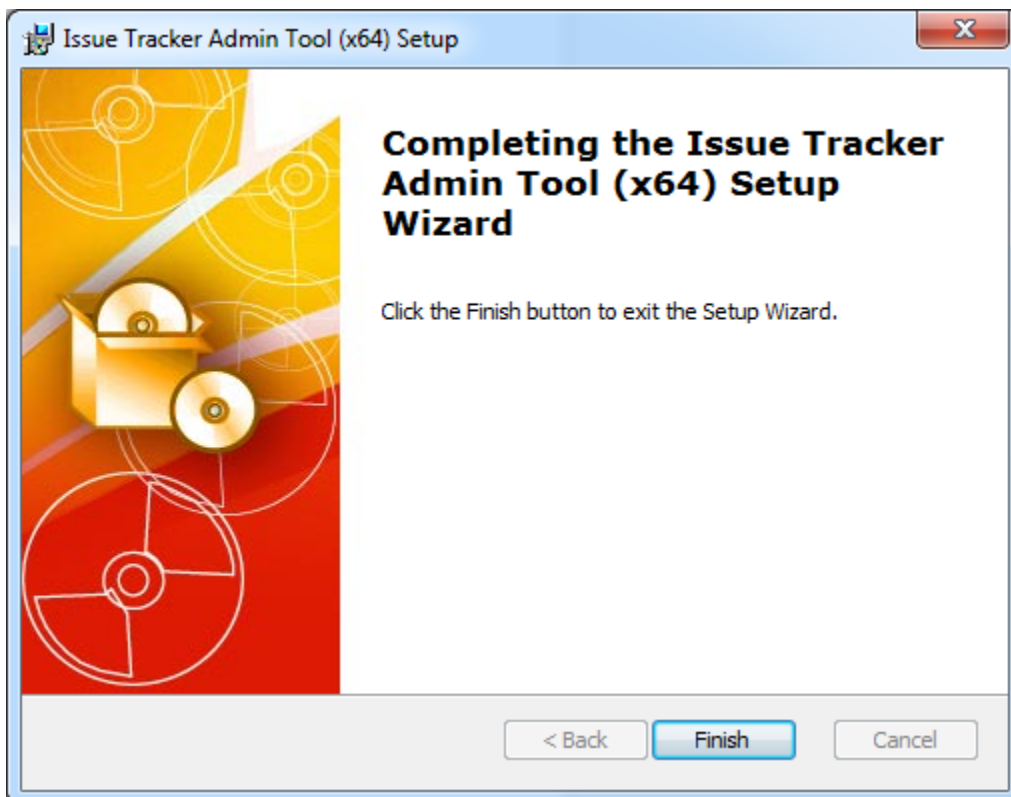 Issue Tracker Admin Tool (x64) Setup
Completing the Issue Tracker
Admin Tool (x64) Setup
Wizard
Click the Finish button to exit the Setup Wizard.
< Back
Finish
Cancel